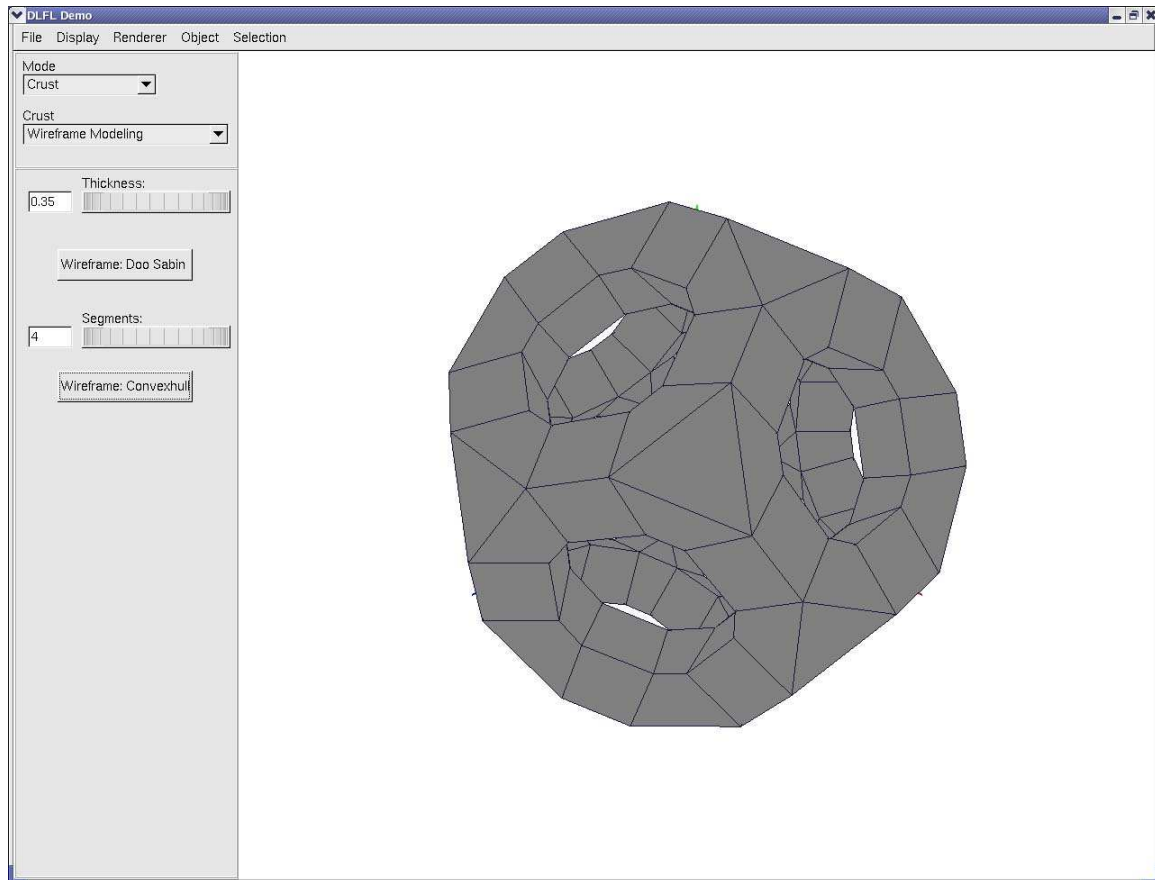 DLFL Demo
File Display Renderer Object Selection
Mode
Crust
Crust
Wireframe Modeling
Thickness:
0.35
Wireframe: Doo Sabin
Segments:
4
Wireframe: Convexhull